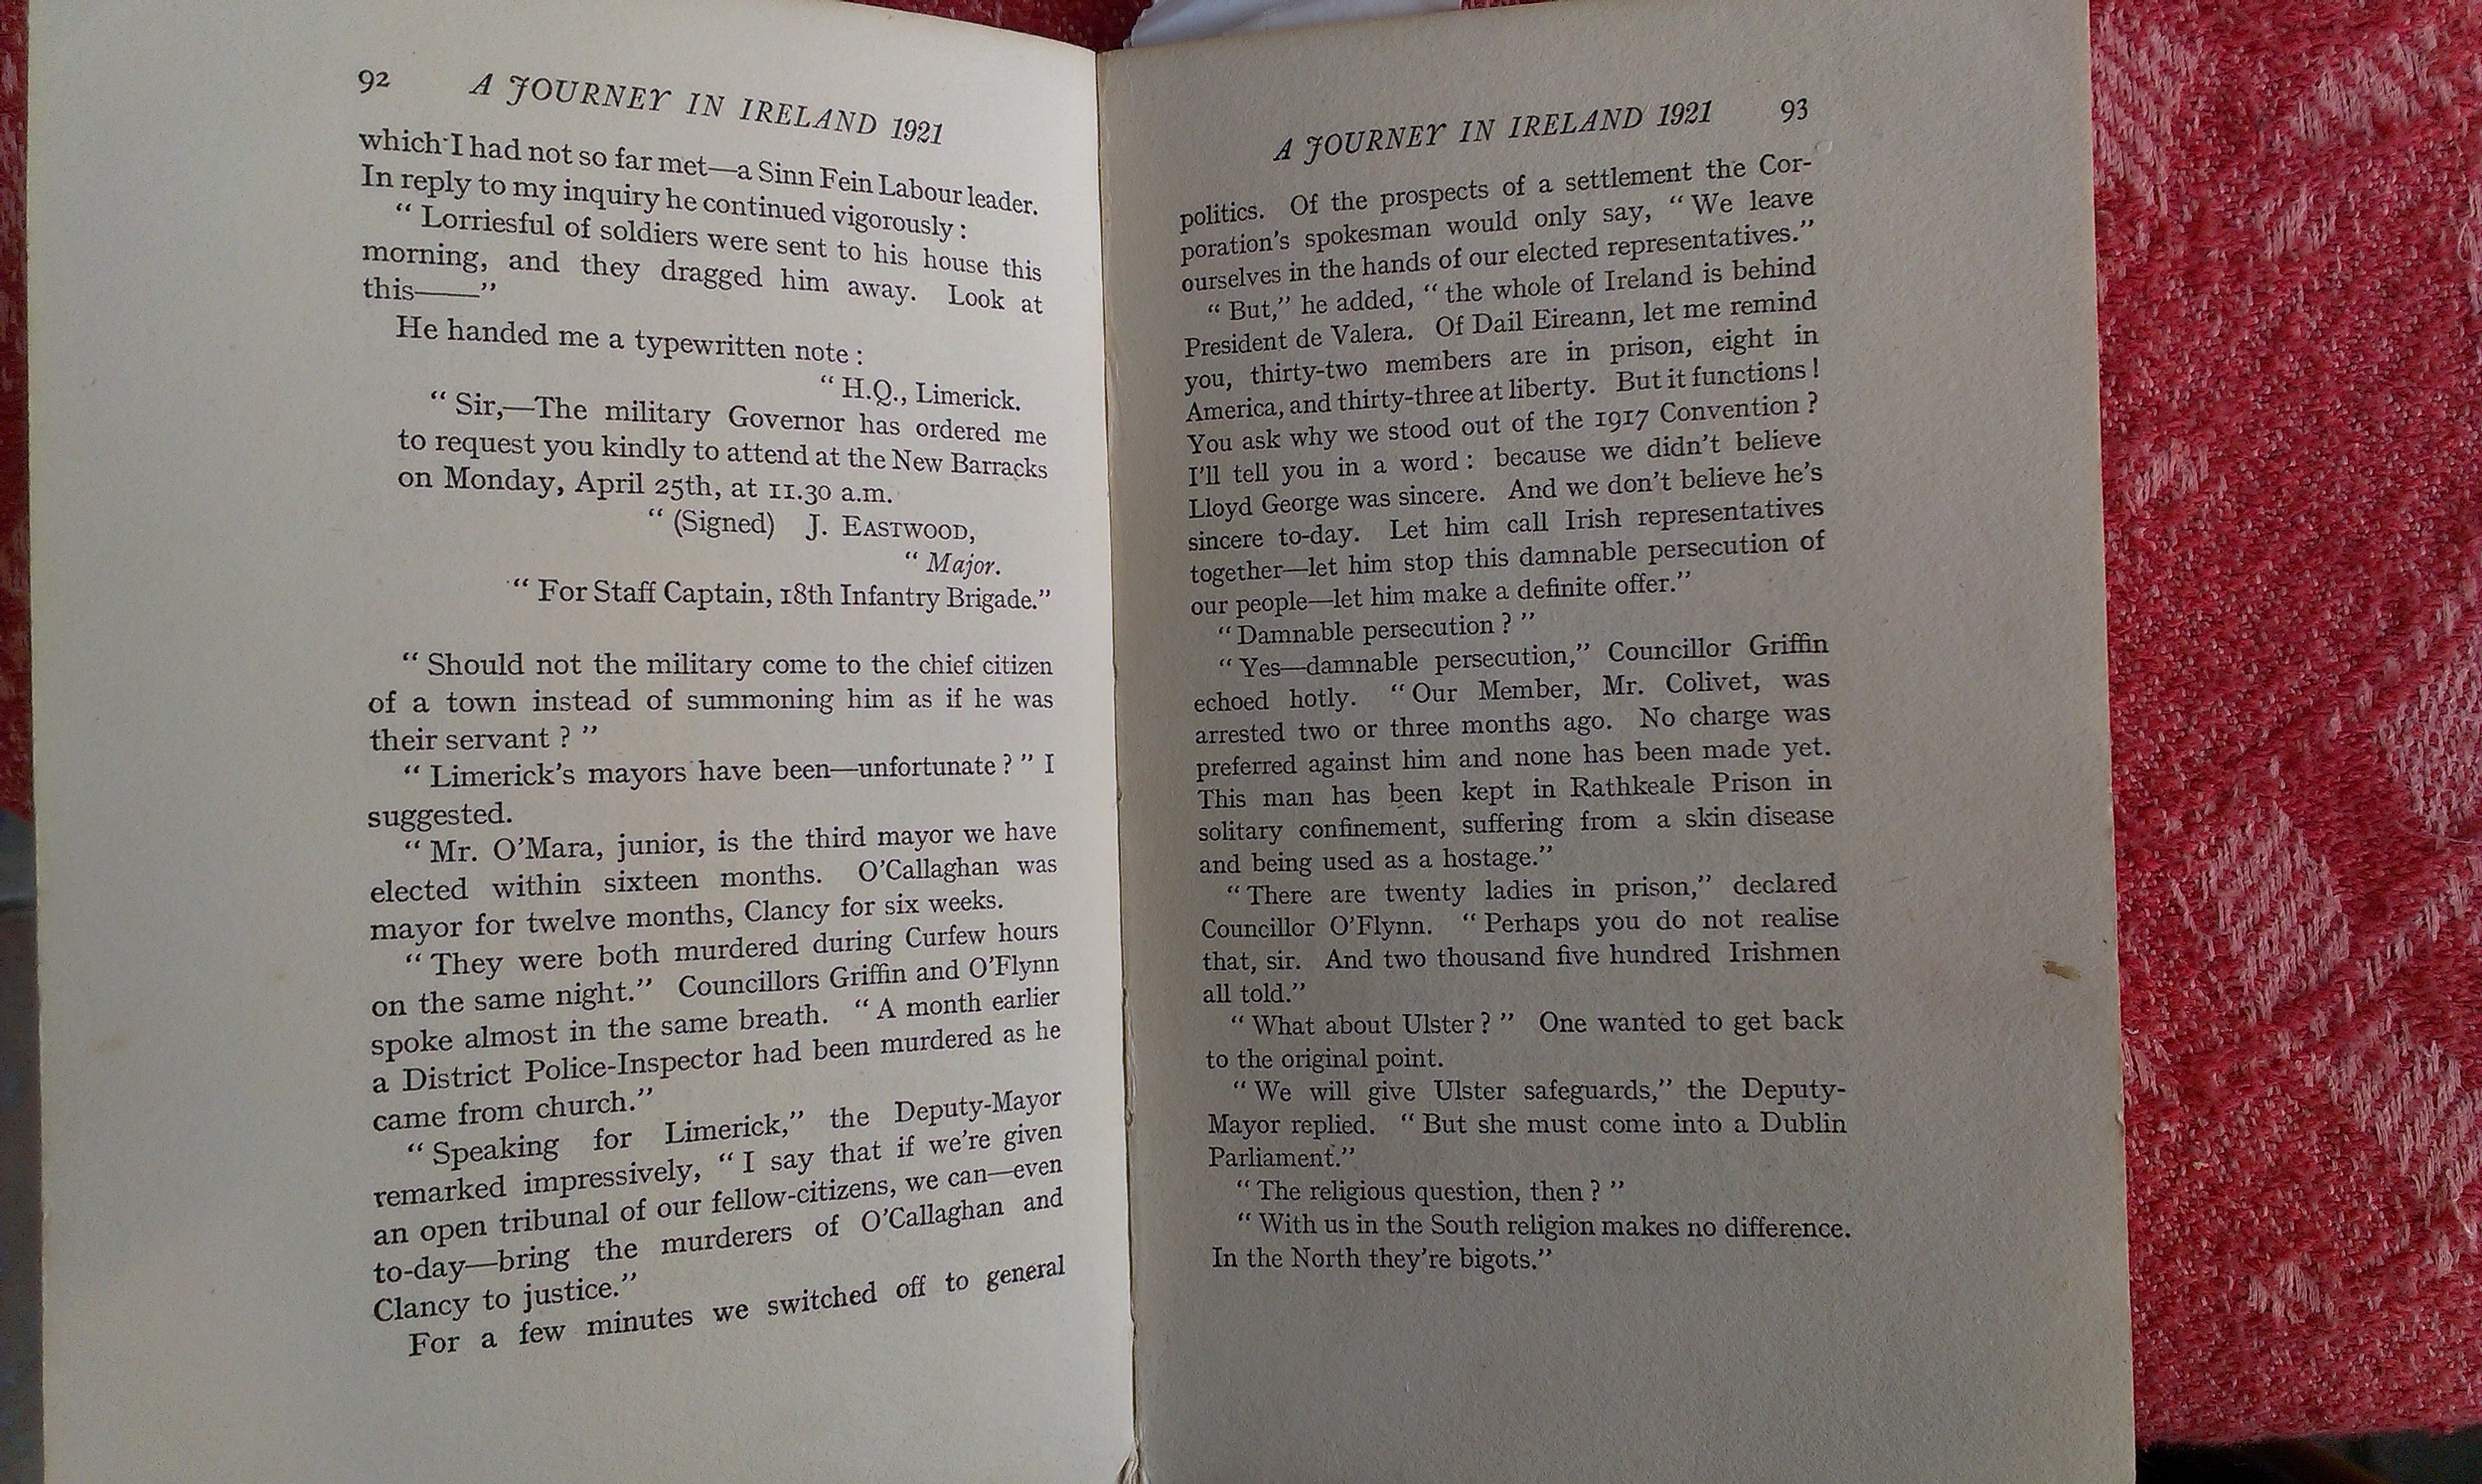 92 A JOURNEY IN IRELAND 1921
which I had not so far met—a Sinn Fein Labour leader.
In reply to my inquiry he continued vigorously :
“ Lorriesful of soldiers were sent to his house this
morning, and they dragged him away. Look at
this——”
He handed me a typewritten note :
“ H.Q., Limerick.
“ Sir,—The military Governor has ordered me
to request you kindly to attend at the New Barracks
on Monday, April 25th, at 11.30 a.m.
“ (Signed) J. EASTWOOD,
“ Major.
“ For Staff Captain, 18th Infantry Brigade.”
“ Should not the military come to the chief citizen
of a town instead of summoning him as if he was
their servant ? ”
“ Limerick’s mayors have been—unfortunate ? ” I
suggested.
“ Mr. O’Mara, junior, is the third mayor we have
elected within sixteen months. O’Callaghan was
mayor for twelve months, Clancy for six weeks.
“ They were both murdered during Curfew hours
on the same night.” Councillors Griffin and O’Flynn
spoke almost in the same breath. “ A month earlier
a District Police-Inspector had been murdered as he
came from church.”
“ Speaking for Limerick,” the Deputy-Mayor
remarked impressively, “ I say that if we’re given
an open tribunal of our fellow-citizens, we can—even
to-day—bring the murderers of O’Callaghan and
Clancy to justice.”
For a few minutes we switched off to general
A JOURNEY IN IRELAND 1921 93
politics. Of the prospects of a settlement the Cor-
poration’s spokesman would only say, “ We leave
ourselves in the hands of our elected representatives.”
“ But,” he added, “ the whole of Ireland is behind
President de Valera. Of Dail Eireann, let me remind
you, thirty-two members are in prison, eight in
America, and thirty-three at liberty. But it functions !
You ask why we stood out of the 1917 Convention ?
I’ll tell you in a word : because we didn’t believe
Lloyd George was sincere. And we don’t believe he’s
sincere to-day. Let him call Irish representatives
together—let him stop this damnable persecution of
our people—let him make a definite offer.”
“ Damnable persecution ? ”
“ Yes—damnable persecution,” Councillor Griffin
echoed hotly. “ Our Member, Mr. Colivet, was
arrested two or three months ago. No charge was
preferred against him and none has been made yet.
This man has been kept in Rathkeale Prison in
solitary confinement, suffering from a skin disease
and being used as a hostage.”
“ There are twenty ladies in prison,” declared
Councillor O’Flynn. “ Perhaps you do not realise
that, sir. And two thousand five hundred Irishmen
all told.”
“ What about Ulster ? ” One wanted to get back
to the original point.
“ We will give Ulster safeguards,” the Deputy-
Mayor replied. “ But she must come into a Dublin
Parliament.”
“ The religious question, then ? ”
“ With us in the South religion makes no difference.
In the North they’re bigots.”